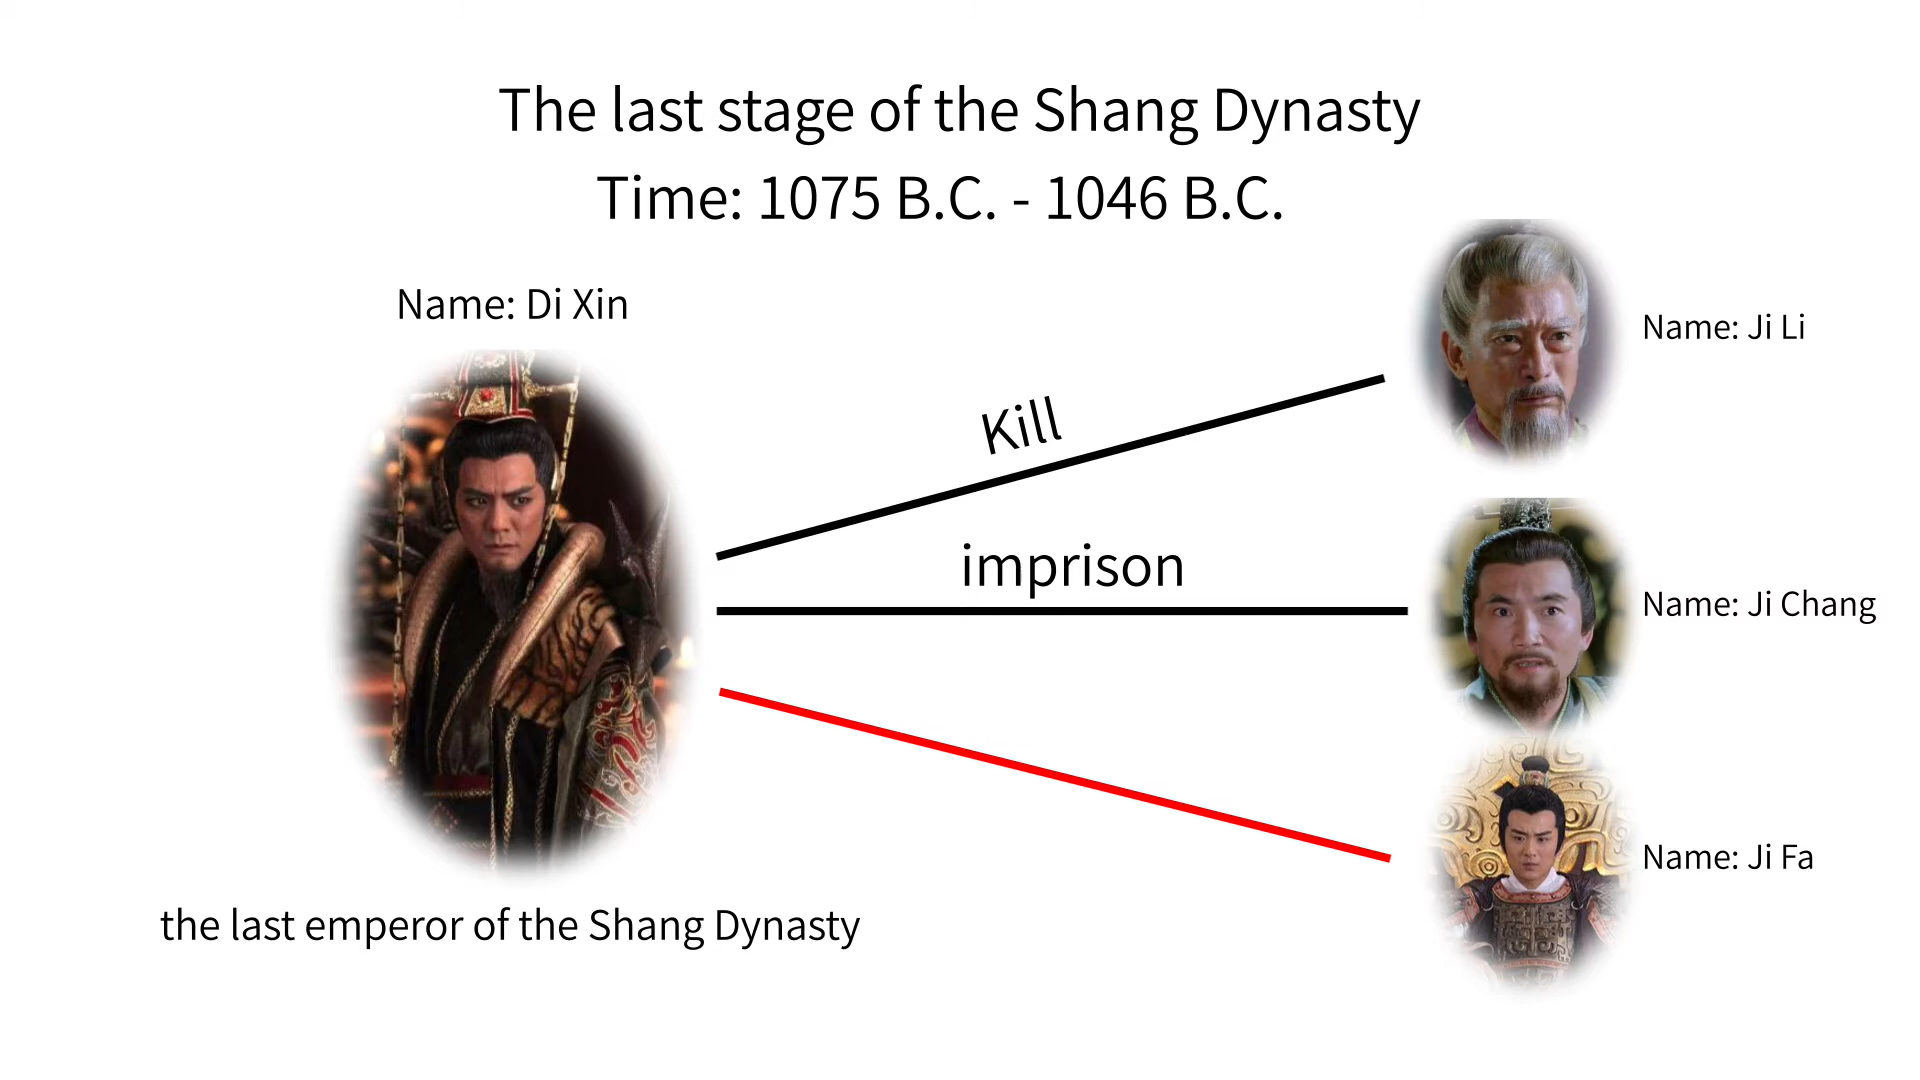 The last stage of the Shang Dynasty
Time: 1075 B.C. - 1046 B.C.
Name: Di Xin
the last emperor of the Shang Dynasty
Kill
imprison
Name: Ji Li
Name: Ji Chang
Name: Ji Fa